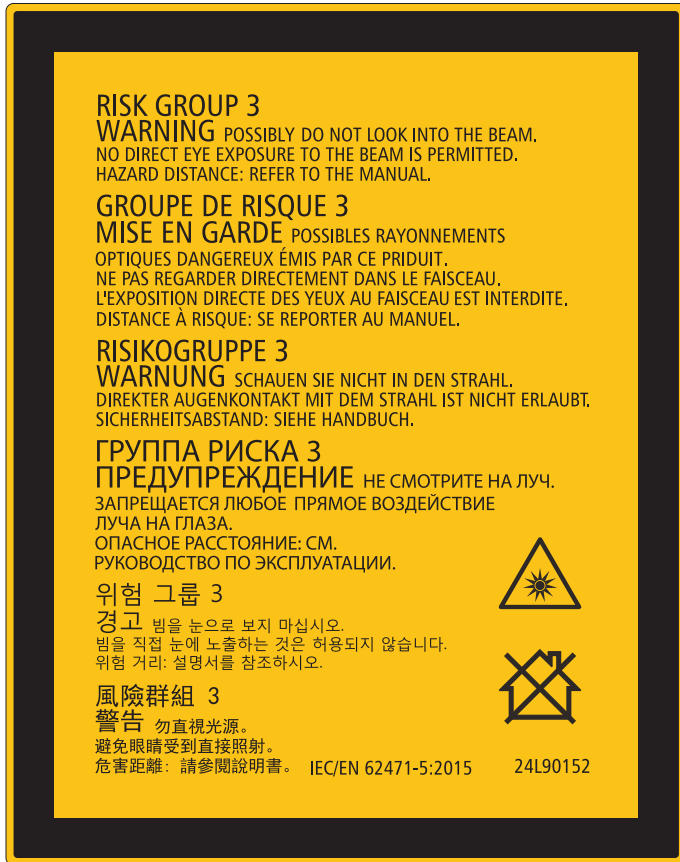 RISK GROUP 3
WARNING POSSIBLY DO NOT LOOK INTO THE BEAM.
NO DIRECT EYE EXPOSURE TO THE BEAM IS PERMITTED.
HAZARD DISTANCE: REFER TO THE MANUAL.
GROUPE DE RISQUE 3
MISE EN GARDE POSSIBLES RAYONNEMENTS
OPTIQUES DANGEREUX ÉMIS PAR CE PRIDUIT.
NE PAS REGARDER DIRECTEMENT DANS LE FAISCEAU.
L'EXPOSITION DIRECTE DES YEUX AU FAISCEAU EST INTERDITE.
DISTANCE À RISQUE: SE REPORTER AU MANUEL.
RISIKOGRUPPE 3
WARNUNG SCHAUEN SIE NICHT IN DEN STRAHL.
DIREKTER AUGENKONTAKT MIT DEM STRAHL IST NICHT ERLAUBT.
SICHERHEITSABSTAND: SIEHE HANDBUCH.
ГРУППА РИСКА 3
ПРЕДУПРЕЖДЕНИЕ НЕ СМОТРИТЕ НА ЛУЧ.
ЗАПРЕЩАЕТСЯ ЛЮБОЕ ПРЯМОЕ ВОЗДЕЙСТВИЕ
ЛУЧА НА ГЛАЗА.
ОПАСНОЕ РАССТОЯНИЕ: СМ.
РУКОВОДСТВО ПО ЭКСПЛУАТАЦИИ.
위험 그룹 3
경고 빔을 눈으로 보지 마십시오.
빔을 직접 눈에 노출하는 것은 허용되지 않습니다.
위험 거리: 설명서를 참조하시오.
風險群組 3
警告 勿直視光源。
避免眼睛受到直接照射。
危害距離: 請參閱說明書。 IEC/EN 62471-5:2015 24L90152